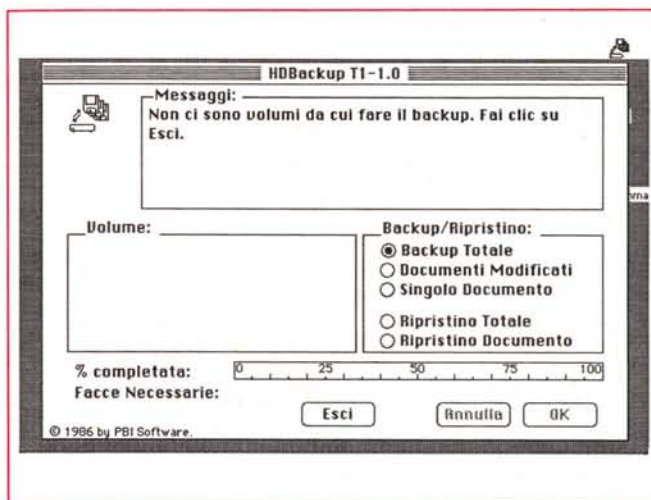 HDBackup T1-1.0
Messaggi:
Non ci sono volumi da cui fare il backup. Fai clic su
Esci.
Volume:
Backup/Ripristino:
Backup Totale
Documenti Modificati
Singolo Documento
Ripristino Totale
Ripristino Documento
% completata:
0 25 50 75 100
Facce Necessarie:
Esci Annulla OK
© 1986 by PBI Software.